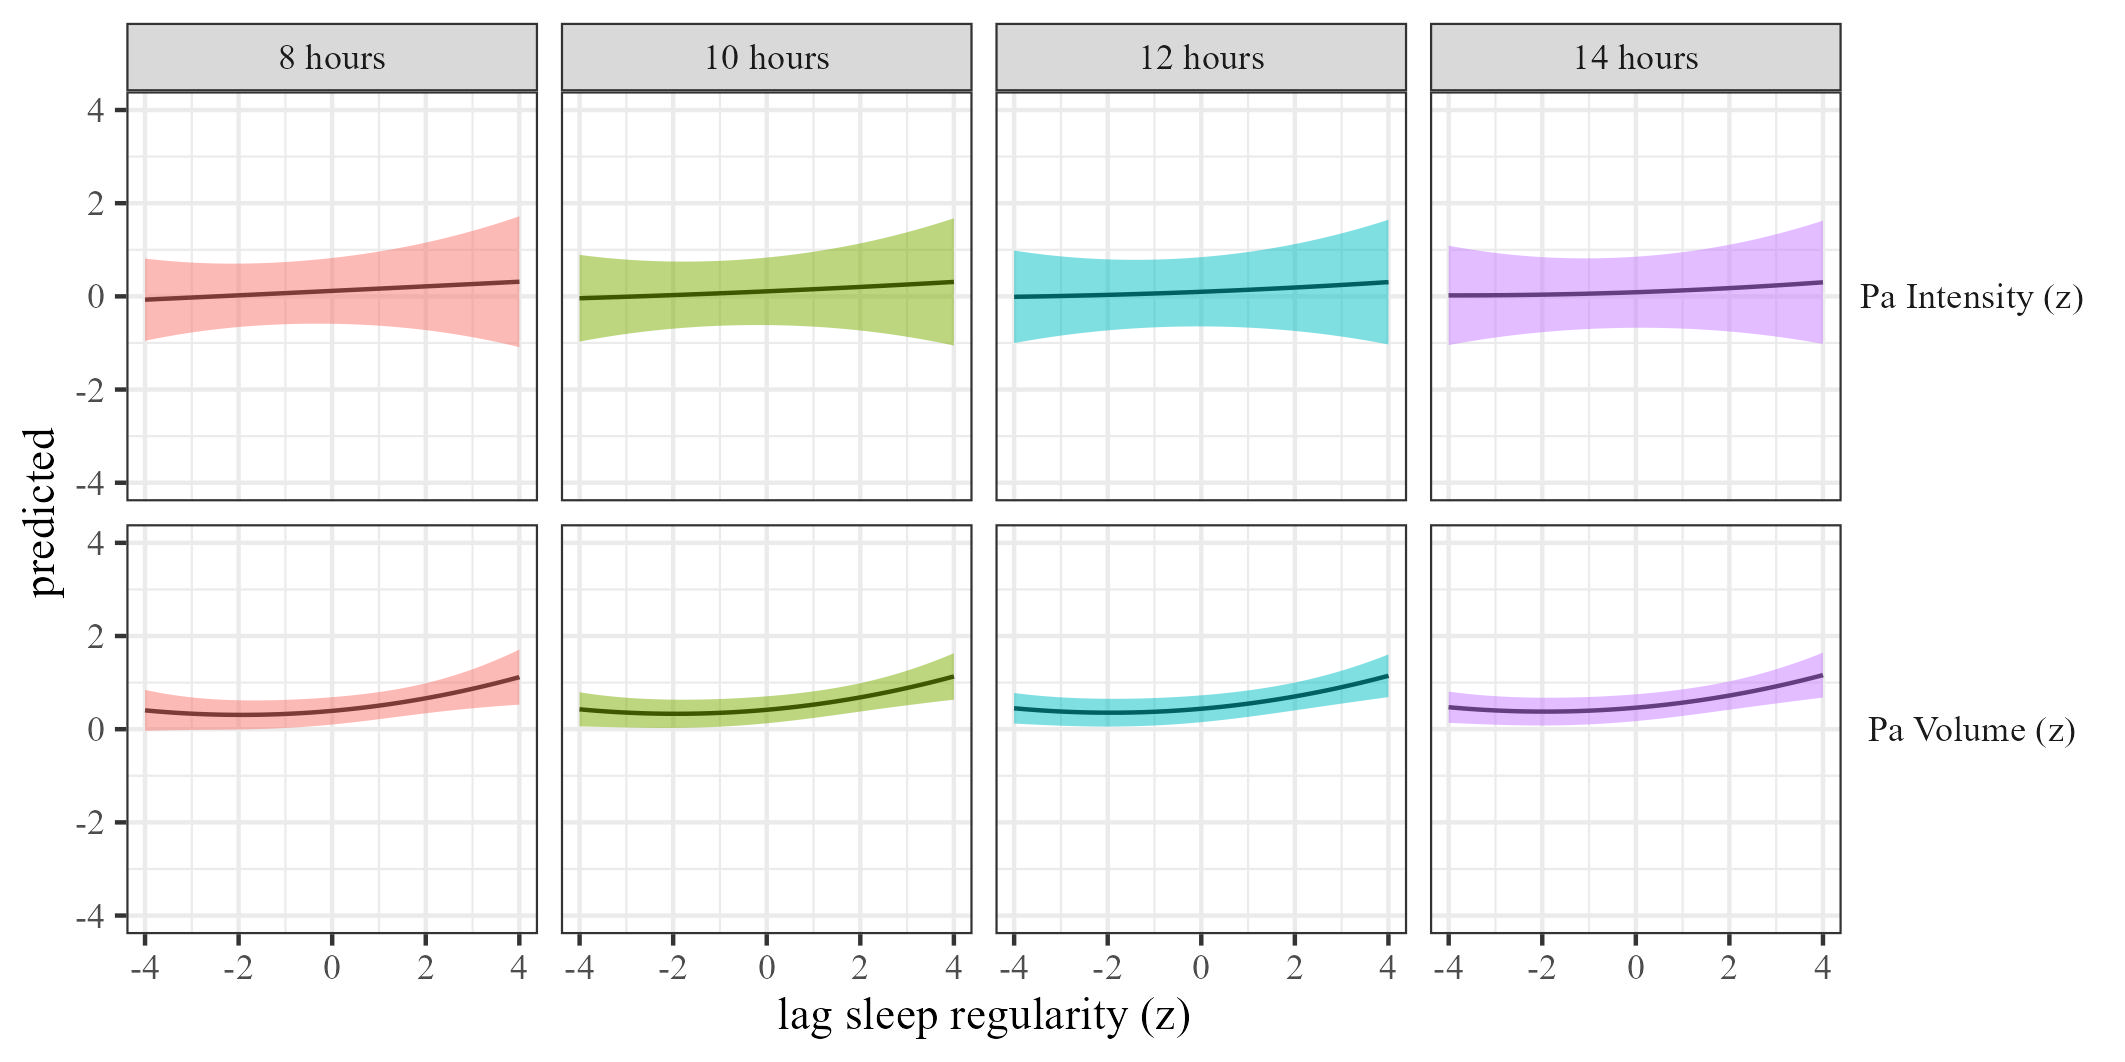 8 hours 10 hours 12 hours 14 hours
4
2
0
-2
-4
Pa Intensity (z)
predicted
4
2
0
-2
-4
Pa Volume (z)
-4 -2 0 2 4 -4 -2 0 2 4 -4 -2 0 2 4 -4 -2 0 2 4
lag sleep regularity (z)